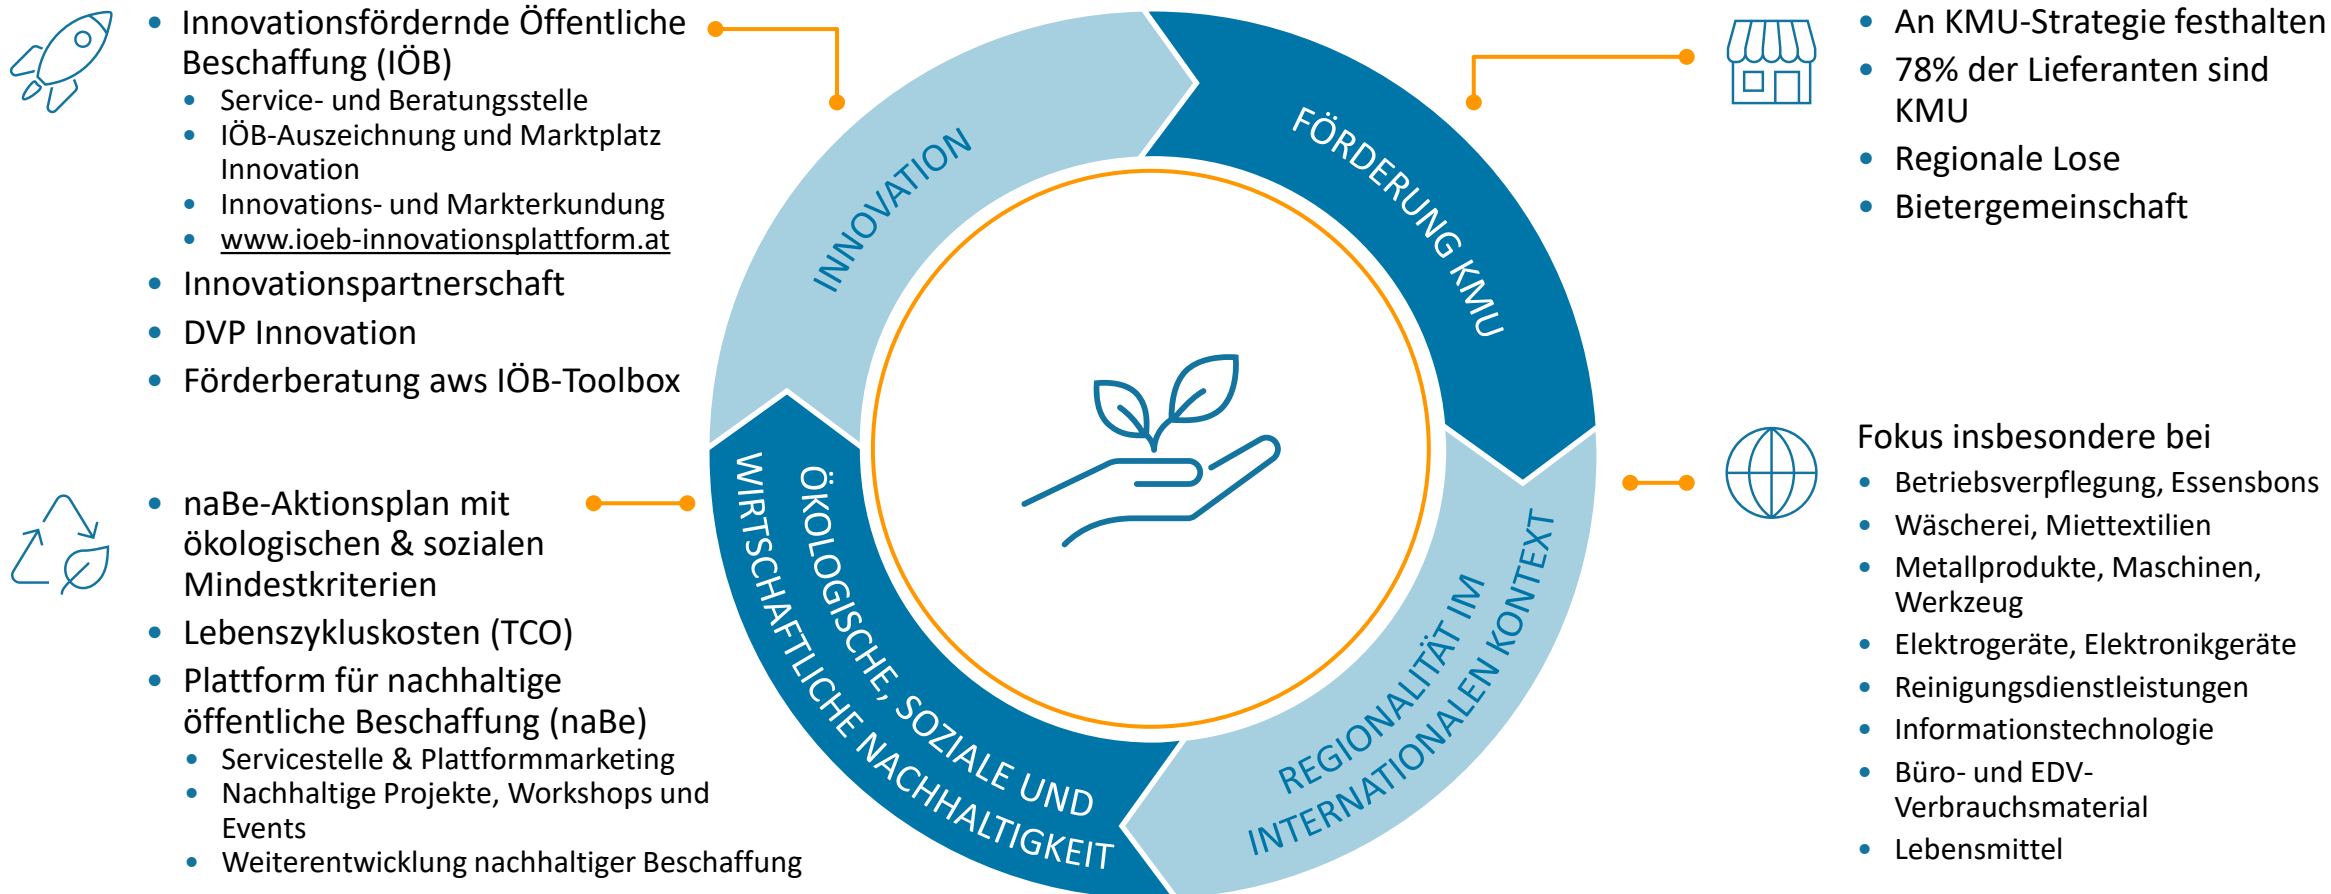 • Innovationsfördernde Öffentliche
Beschaffung (IÖB)
• Service- und Beratungsstelle
• IÖB-Auszeichnung und Marktplatz
Innovation
• Innovations- und Markterkundung
• www.ioeb-innovationsplattform.at
• Innovationspartnerschaft
• DVP Innovation
• Förderberatung aws IÖB-Toolbox
• naBe-Aktionsplan mit
ökologischen & sozialen
Mindestkriterien
• Lebenszykluskosten (TCO)
• Plattform für nachhaltige
öffentliche Beschaffung (naBe)
• Servicestelle & Plattformmarketing
• Nachhaltige Projekte, Workshops und
Events
• Weiterentwicklung nachhaltiger Beschaffung
INNOVATION
FÖRDERUNG KMU
REGIONALITÄT IM
INTERNATIONALEN KONTEXT
ÖKOLOGISCHE, SOZIALE UND
WIRTSCHAFTLICHE NACHHALTIGKEIT
• An KMU-Strategie festhalten
• 78% der Lieferanten sind
KMU
• Regionale Lose
• Bietergemeinschaft
Fokus insbesondere bei
• Betriebsverpflegung, Essensbons
• Wäscherei, Miettextilien
• Metallprodukte, Maschinen,
Werkzeug
• Elektrogeräte, Elektronikgeräte
• Reinigungsdienstleistungen
• Informationstechnologie
• Büro- und EDV-
Verbrauchsmaterial
• Lebensmittel